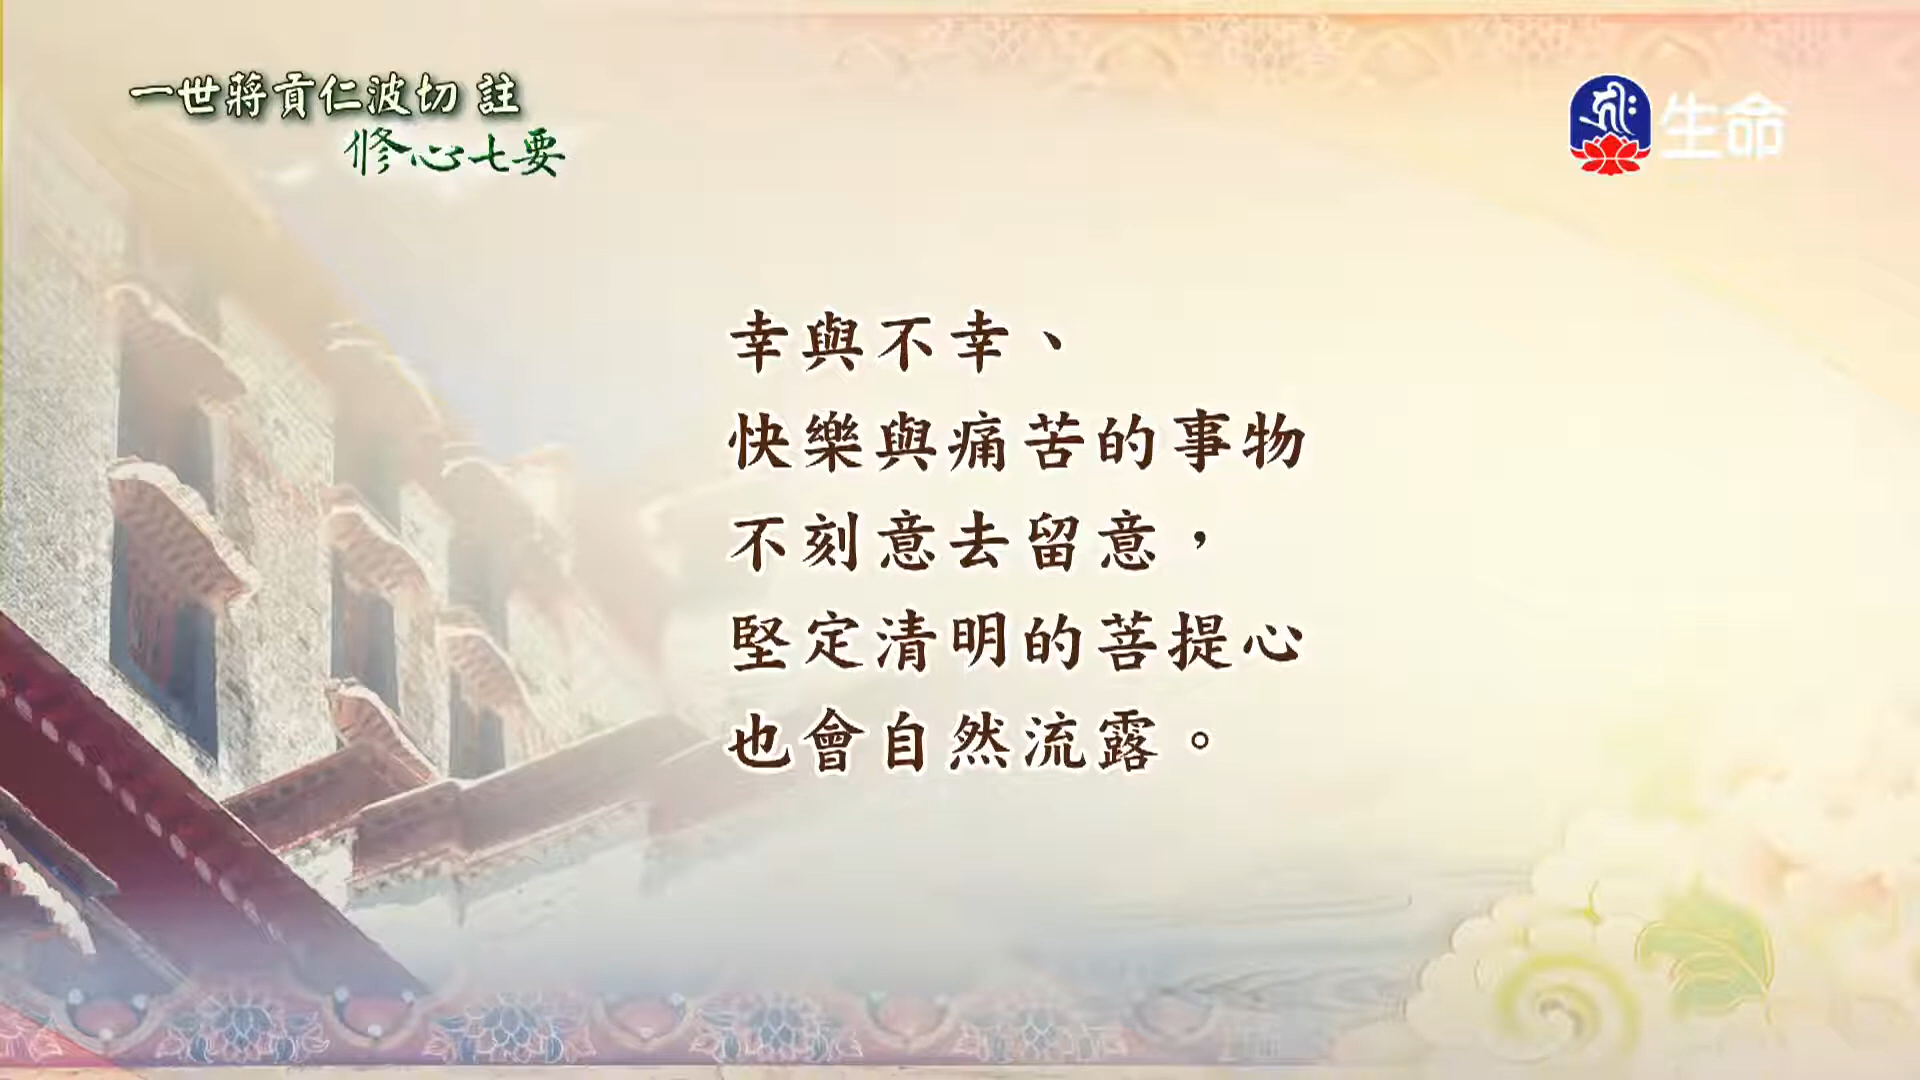 一世蔣貢仁波切 註
修心七要
生命
幸與不幸、
快樂與痛苦的事物
不刻意去留意，
堅定清明的菩提心
也會自然流露。